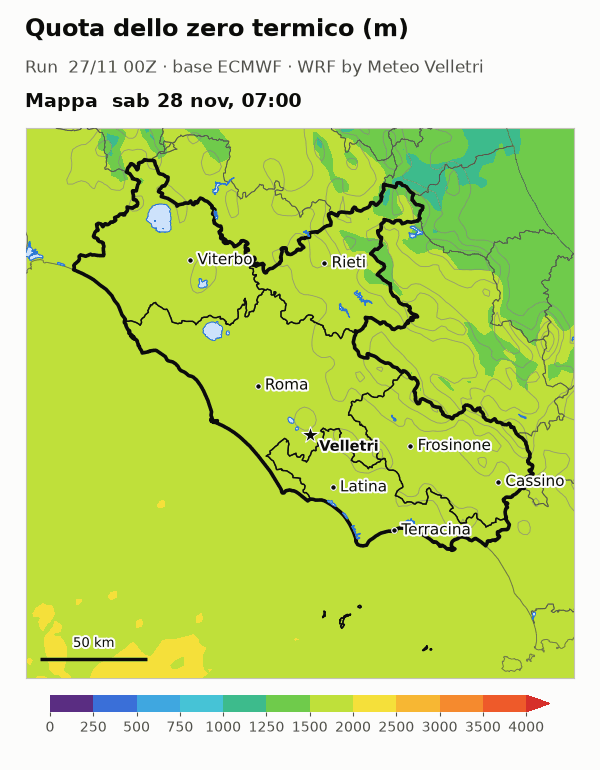 Quota dello zero termico (m)
Run  27/11 00Z · base ECMWF · WRF by Meteo Velletri
Mappa  sab 28 nov, 07:00
Viterbo
Rieti
Roma
Velletri
Frosinone
Cassino
Latina
Terracina
50 km
0 250 500 750 1000 1250 1500 2000 2500 3000 3500 4000